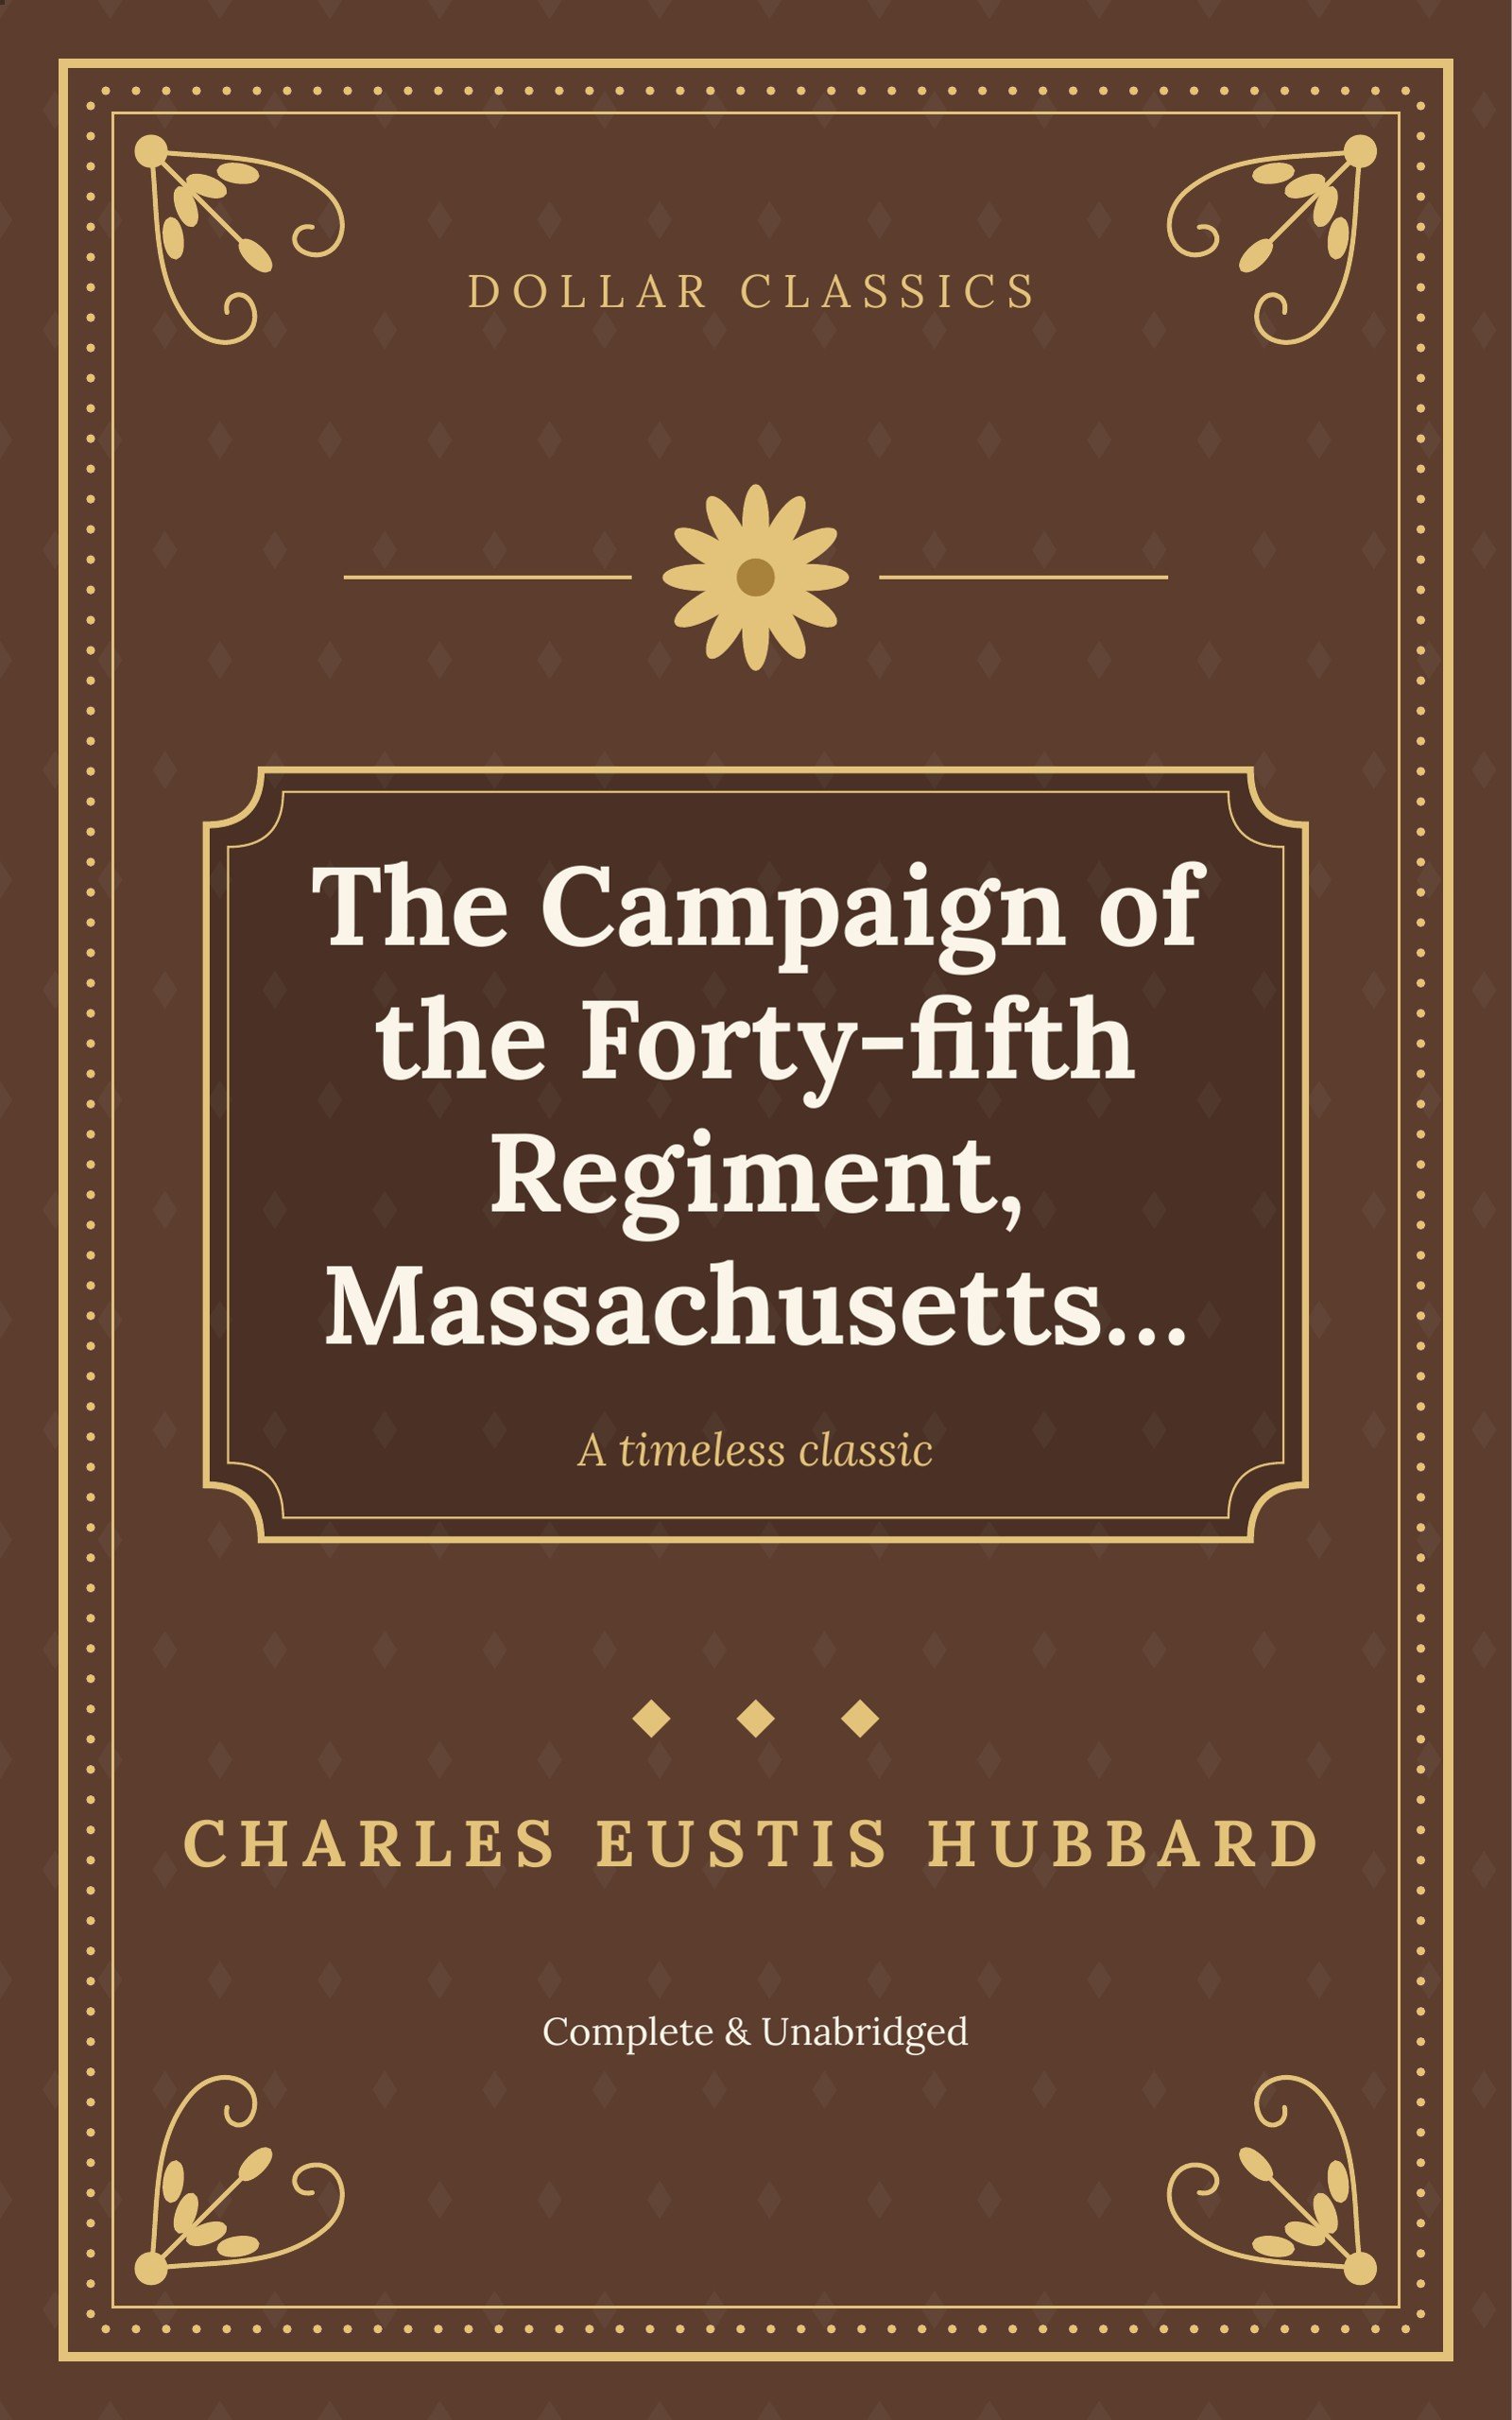 DOLLAR CLASSICS
The Campaign of
the Forty-fifth
Regiment,
Massachusetts...
A timeless classic
CHARLES EUSTIS HUBBARD
Complete & Unabridged